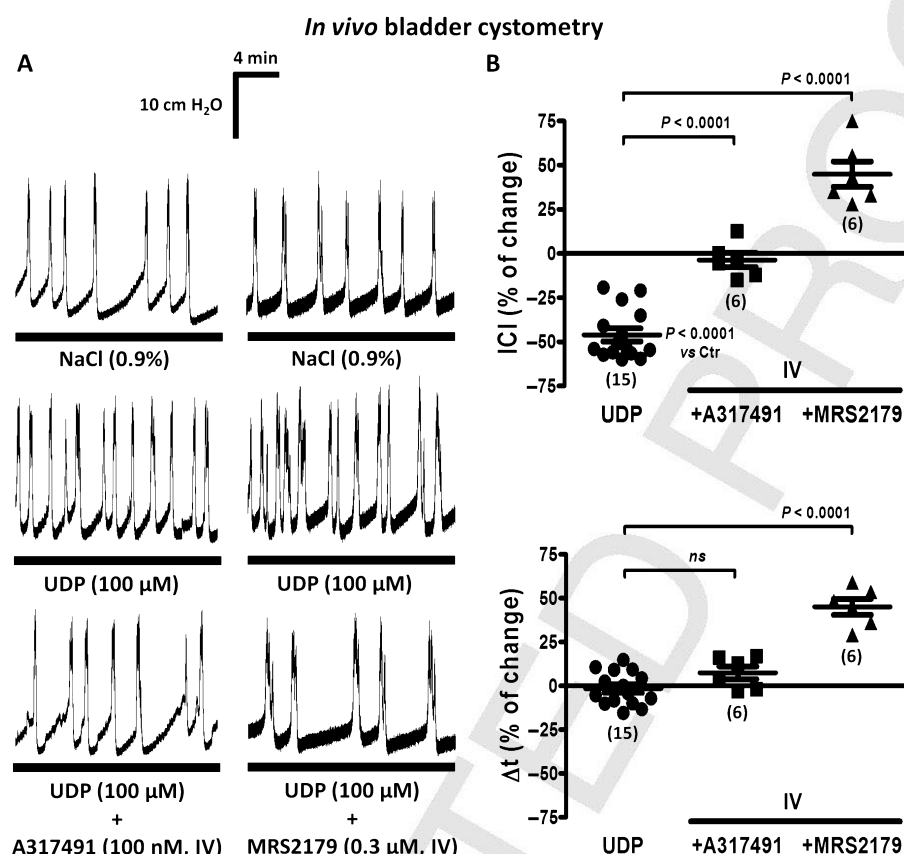 In vivo bladder cystometry
A
4 min
10 cm H₂O
NaCl (0.9%)
NaCl (0.9%)
UDP (100 µM)
UDP (100 µM)
UDP (100 µM)
+
A317491 (100 nM, IV)
UDP (100 µM)
+
MRS2179 (0.3 µM, IV)
B
P < 0.0001
P < 0.0001
75
50
25
0
−25
−50
−75
ICI (% of change)
(15)
(6)
(6)
P < 0.0001
vs Ctr
IV
UDP
+A317491
+MRS2179
P < 0.0001
ns
75
50
25
0
−25
−50
−75
Δt (% of change)
(15)
(6)
(6)
IV
UDP
+A317491
+MRS2179